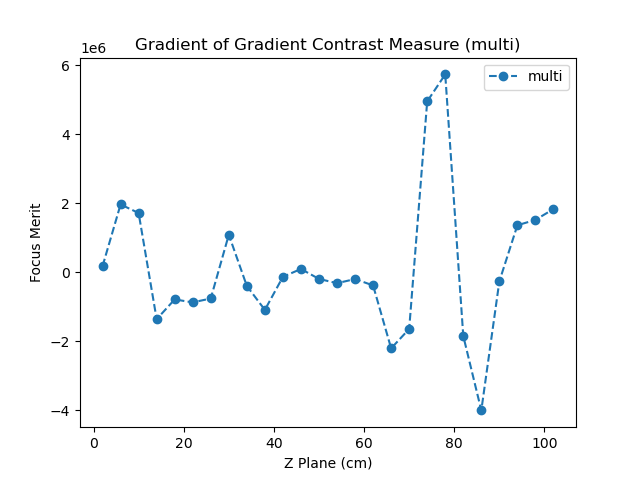 Gradient of Gradient Contrast Measure (multi)
1e6
multi
6
4
2
0
−2
−4
Focus Merit
0 20 40 60 80 100
Z Plane (cm)